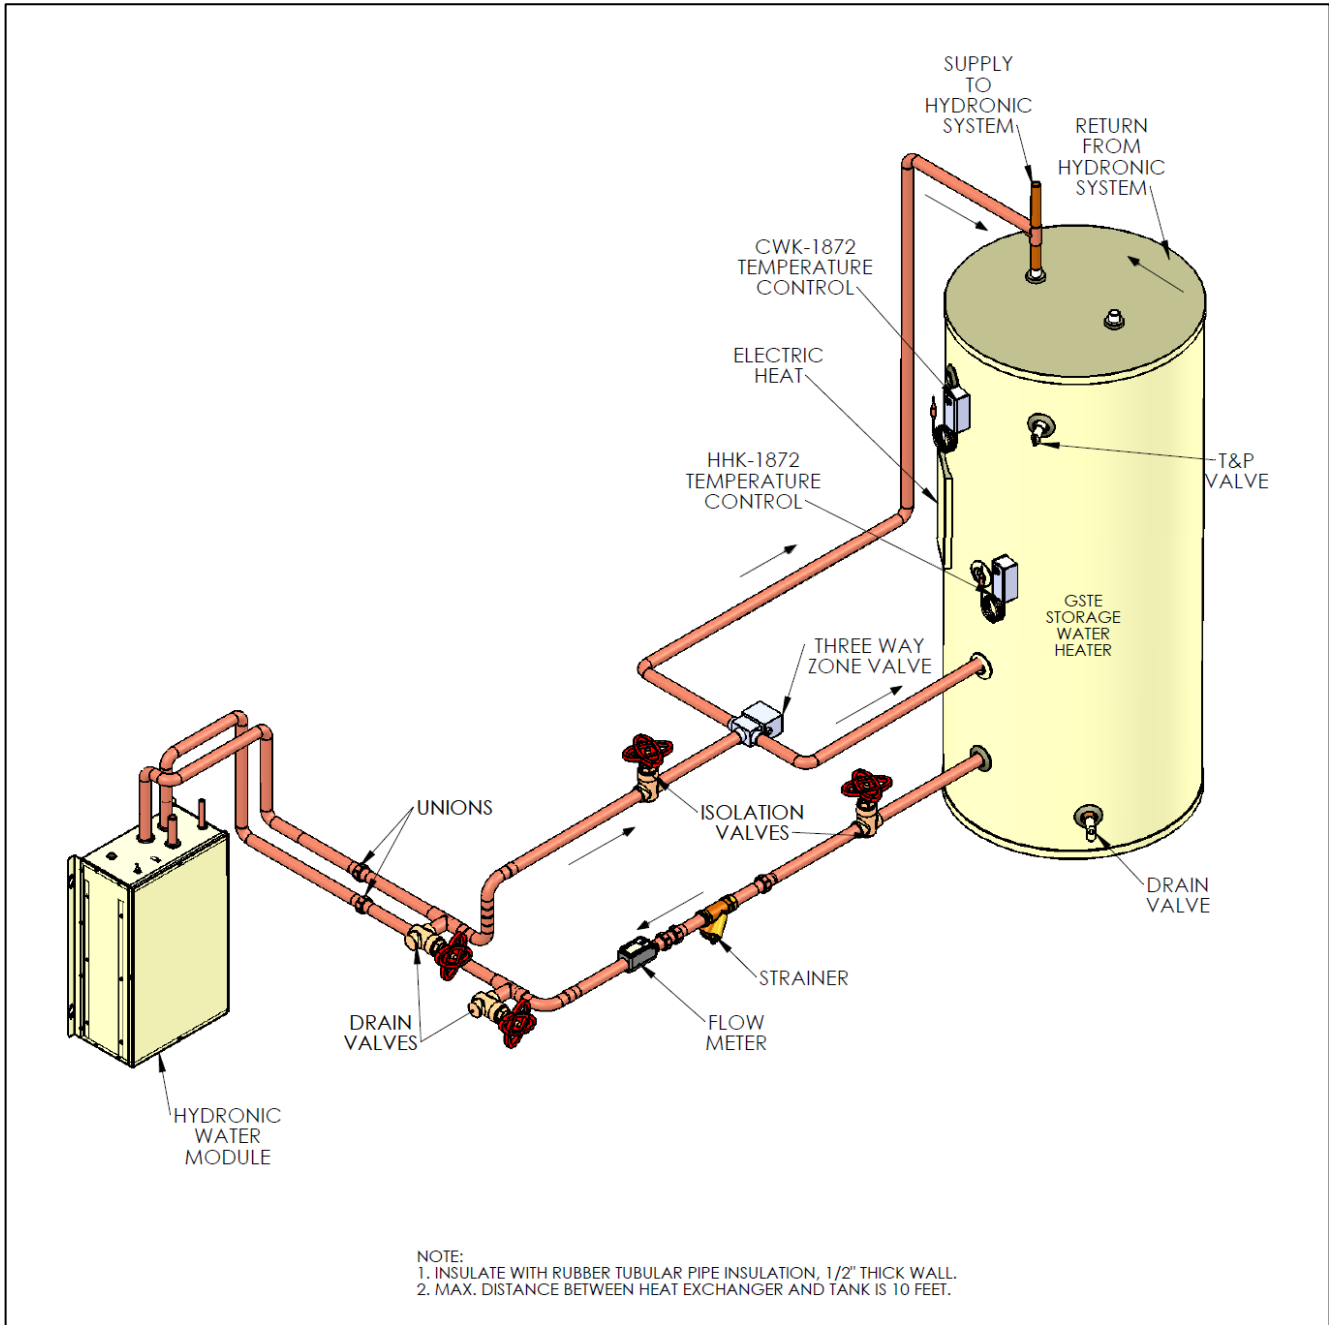 SUPPLY
TO
HYDRONIC
SYSTEM
RETURN
FROM
HYDRONIC
SYSTEM
CWK-1872
TEMPERATURE
CONTROL
ELECTRIC
HEAT
HHK-1872
TEMPERATURE
CONTROL
T&P
VALVE
GSTE
STORAGE
WATER
HEATER
THREE WAY
ZONE VALVE
UNIONS
ISOLATION
VALVES
DRAIN
VALVE
STRAINER
FLOW
METER
DRAIN
VALVES
HYDRONIC
WATER
MODULE
NOTE:
1. INSULATE WITH RUBBER TUBULAR PIPE INSULATION, 1/2" THICK WALL.
2. MAX. DISTANCE BETWEEN HEAT EXCHANGER AND TANK IS 10 FEET.